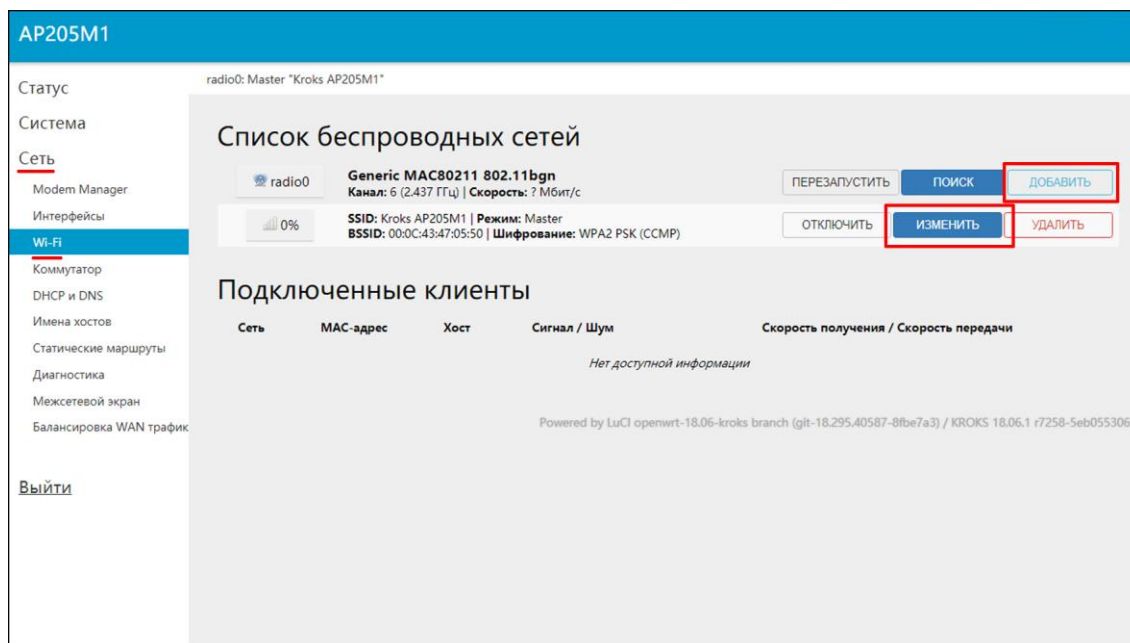 AP205M1
radio0: Master "Kroks AP205M1"
Статус
Система
Сеть
Modem Manager
Интерфейсы
Wi-Fi
Коммутатор
DHCP и DNS
Имена хостов
Статические маршруты
Диагностика
Межсетевой экран
Балансировка WAN трафик
Выйти
Список беспроводных сетей
radio0
Generic MAC80211 802.11bgn
Канал: 6 (2.437 ГГц) | Скорость: ? Мбит/с
ПЕРЕЗАПУСТИТЬ ПОИСК ДОБАВИТЬ
0%
SSID: Kroks AP205M1 | Режим: Master
BSSID: 00:0C:43:47:05:50 | Шифрование: WPA2 PSK (CCMP)
ОТКЛЮЧИТЬ ИЗМЕНИТЬ УДАЛИТЬ
Подключенные клиенты
Сеть MAC-адрес Хост Сигнал / Шум Скорость получения / Скорость передачи
Нет доступной информации
Powered by LuCI openwrt-18.06-kroks branch (git-18.295.40587-8fbe7a3) / KROKS 18.06.1 r7258-5eb055306